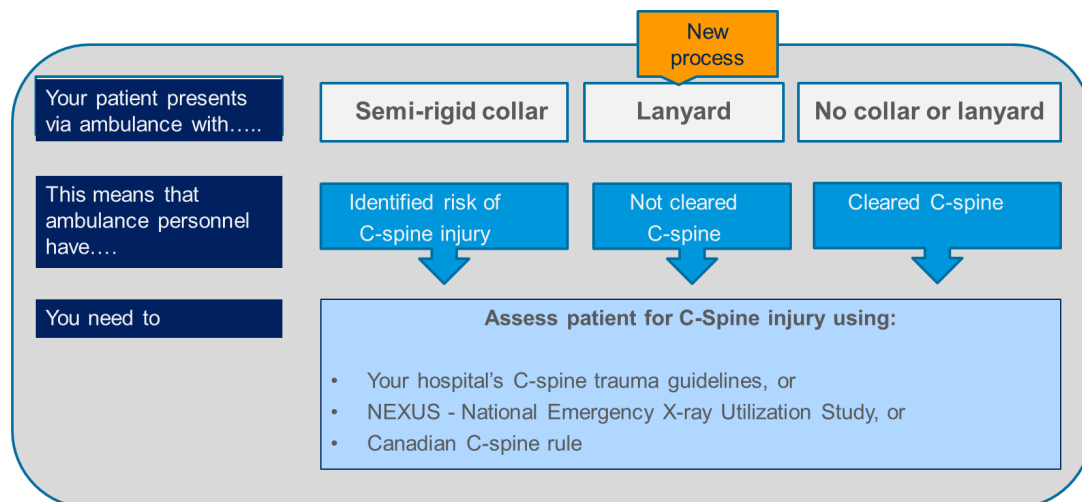 New
process
Your patient presents
via ambulance with…..
Semi-rigid collar
Lanyard
No collar or lanyard
This means that
ambulance personnel
have….
Identified risk of
C-spine injury
Not cleared
C-spine
Cleared C-spine
You need to
Assess patient for C-Spine injury using:
• Your hospital's C-spine trauma guidelines, or
• NEXUS - National Emergency X-ray Utilization Study, or
• Canadian C-spine rule